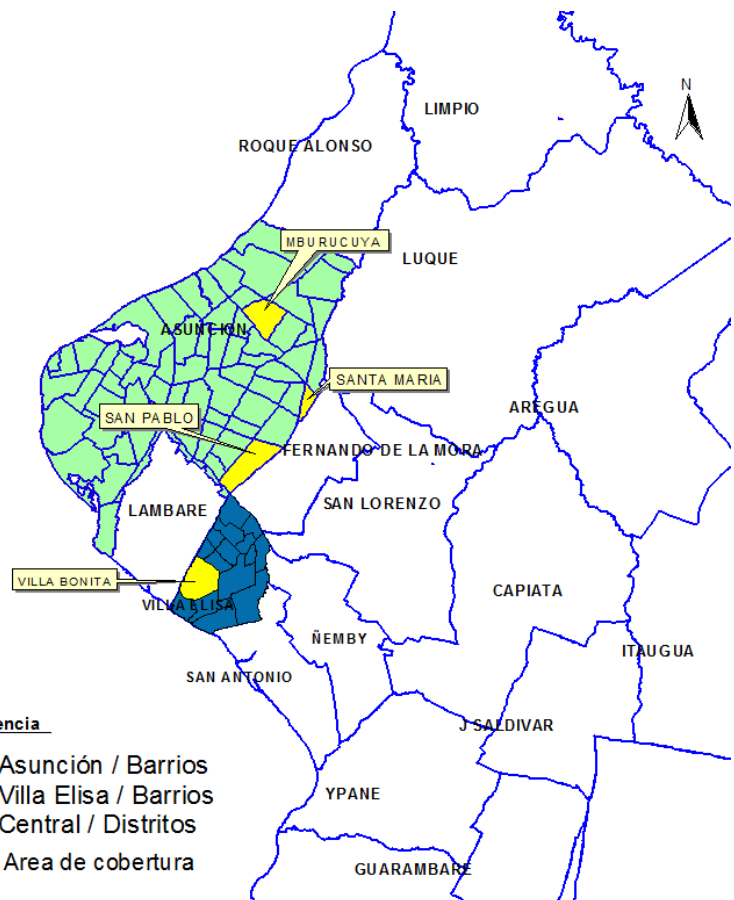 N
LIMPIO
ROQUE ALONSO
MBURUCUYA
LUQUE
ASUNCION
SANTA MARIA
AREGUA
SAN PABLO
FERNANDO DE LA MORA
SAN LORENZO
LAMBARE
VILLA BONITA
CAPIATA
VILLA ELISA
ÑEMBY
ITAUGUA
SAN ANTONIO
encia
J SALDIVAR
Asunción / Barrios
Villa Elisa / Barrios
YPANE
Central / Distritos
Area de cobertura
GUARAMBARE